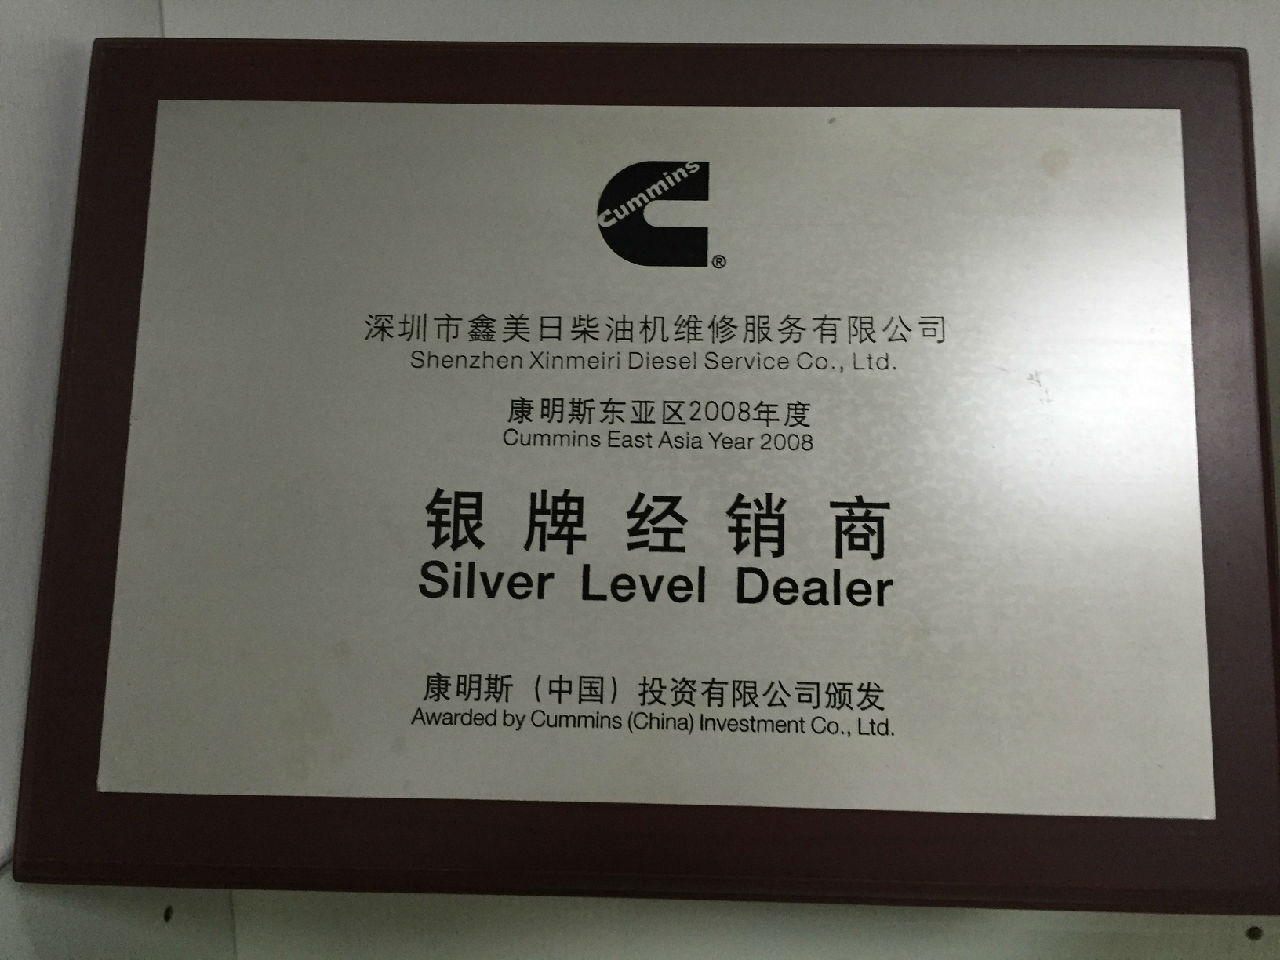 Cummins
®
深圳市鑫美日柴油机维修服务有限公司
Shenzhen Xinmeiri Diesel Service Co., Ltd.
康明斯东亚区2008年度
Cummins East Asia Year 2008
银牌经销商
Silver Level Dealer
康明斯（中国）投资有限公司颁发
Awarded by Cummins (China) Investment Co., Ltd.